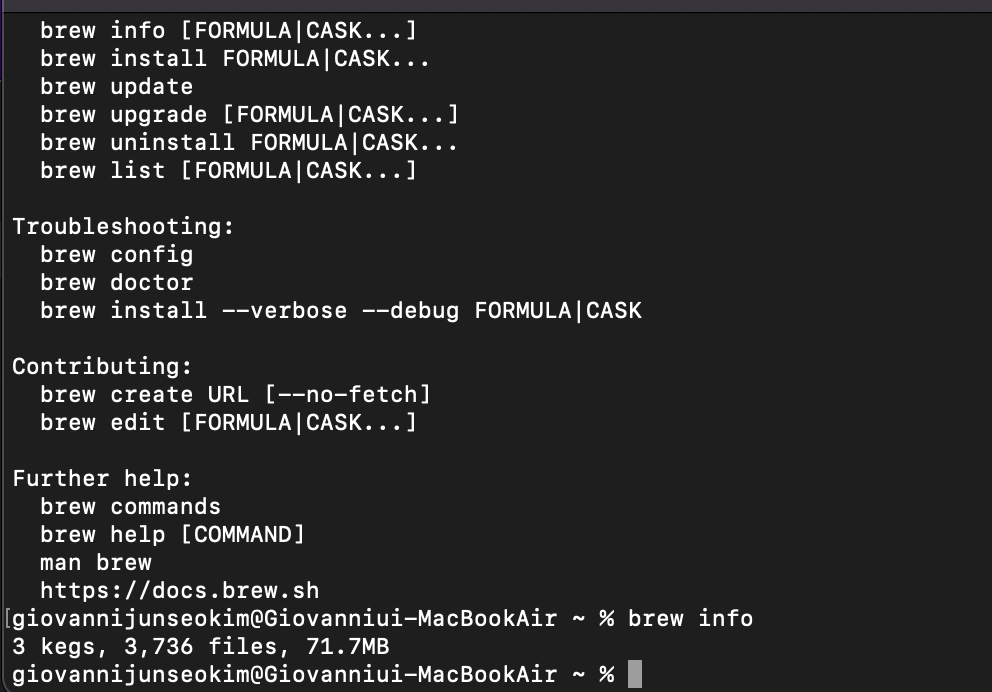 brew info [FORMULA|CASK...]
brew install FORMULA|CASK...
brew update
brew upgrade [FORMULA|CASK...]
brew uninstall FORMULA|CASK...
brew list [FORMULA|CASK...]
Troubleshooting:
brew config
brew doctor
brew install --verbose --debug FORMULA|CASK
Contributing:
brew create URL [--no-fetch]
brew edit [FORMULA|CASK...]
Further help:
brew commands
brew help [COMMAND]
man brew
https://docs.brew.sh
[giovannijunseokim@Giovanniui-MacBookAir ~ % brew info
3 kegs, 3,736 files, 71.7MB
giovannijunseokim@Giovanniui-MacBookAir ~ %